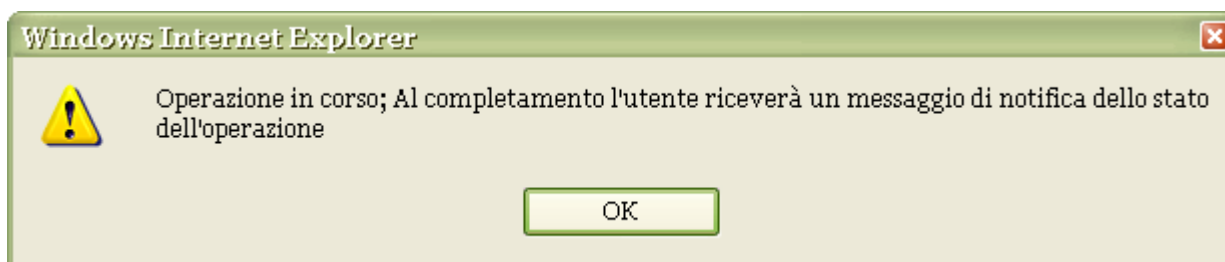 Windows Internet Explorer
Operazione in corso; Al completamento l'utente riceverà un messaggio di notifica dello stato
dell'operazione
OK